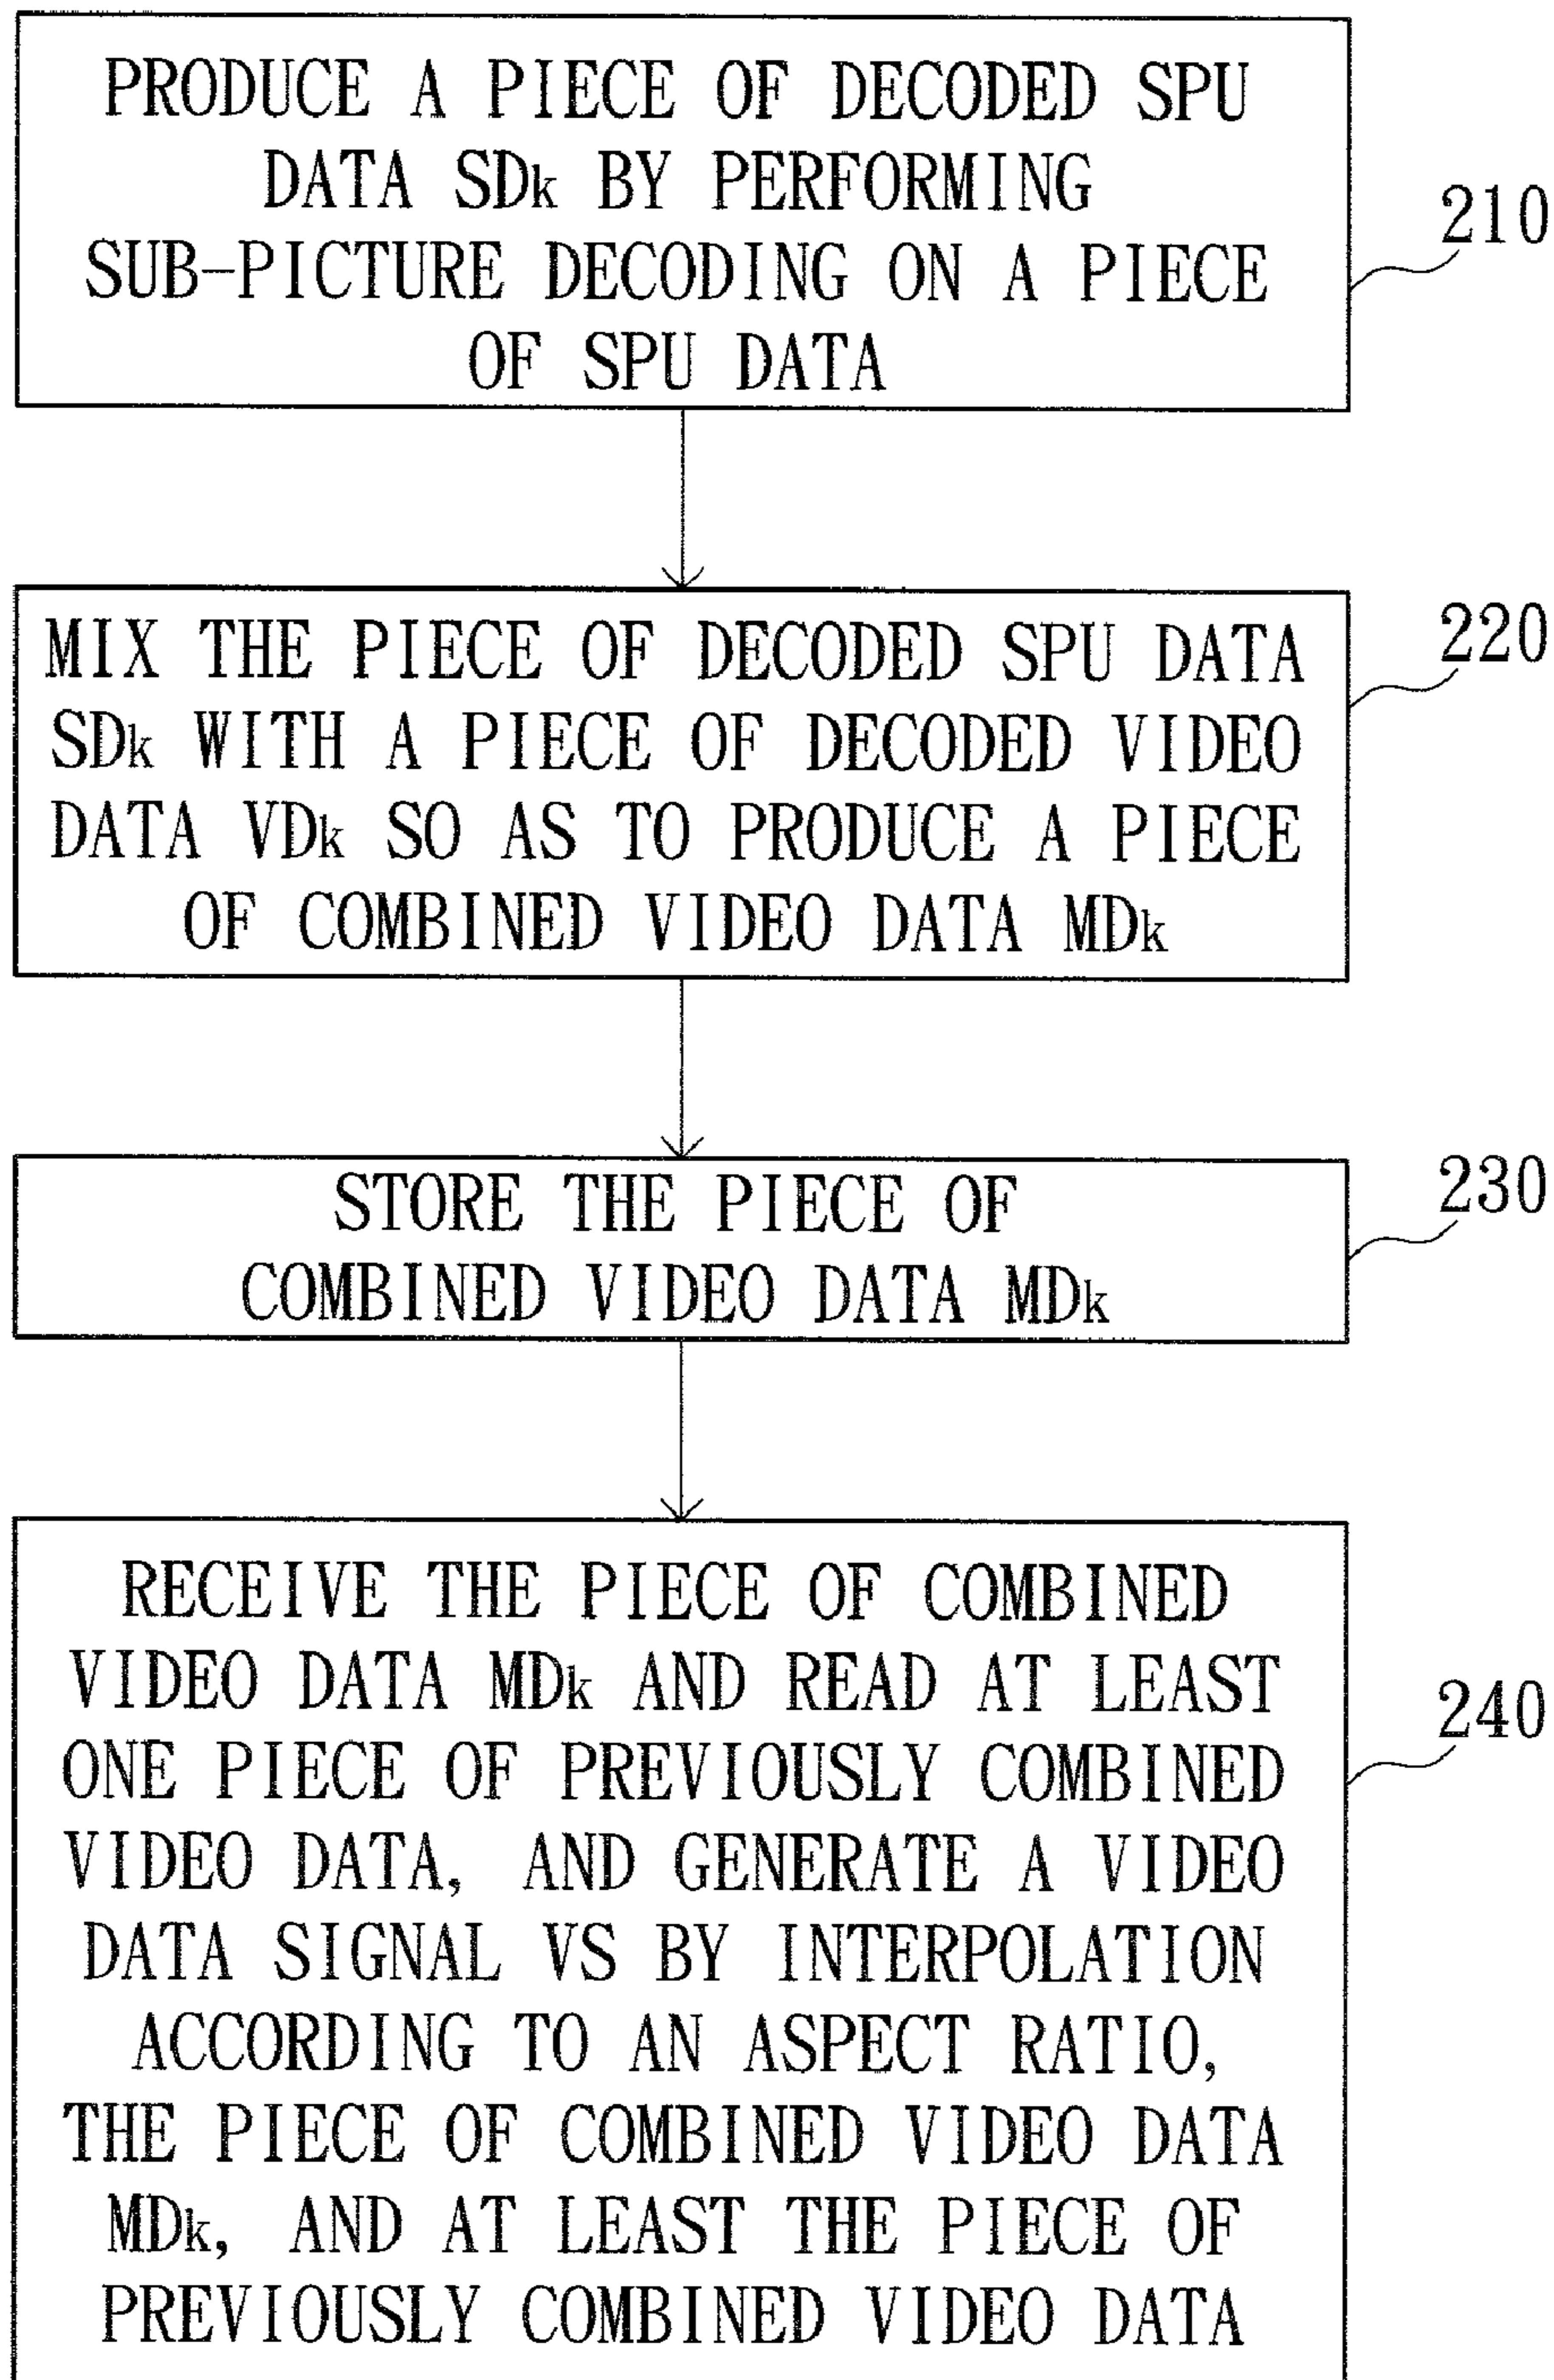 PRODUCE A PIECE OF DECODED SPU
DATA SDk BY PERFORMING
SUB-PICTURE DECODING ON A PIECE
OF SPU DATA
210
MIX THE PIECE OF DECODED SPU DATA
SDk WITH A PIECE OF DECODED VIDEO
DATA VDk SO AS TO PRODUCE A PIECE
OF COMBINED VIDEO DATA MDk
220
STORE THE PIECE OF
COMBINED VIDEO DATA MDk
230
RECEIVE THE PIECE OF COMBINED
VIDEO DATA MDk AND READ AT LEAST
ONE PIECE OF PREVIOUSLY COMBINED
VIDEO DATA, AND GENERATE A VIDEO
DATA SIGNAL VS BY INTERPOLATION
ACCORDING TO AN ASPECT RATIO,
THE PIECE OF COMBINED VIDEO DATA
MDk, AND AT LEAST THE PIECE OF
PREVIOUSLY COMBINED VIDEO DATA
240